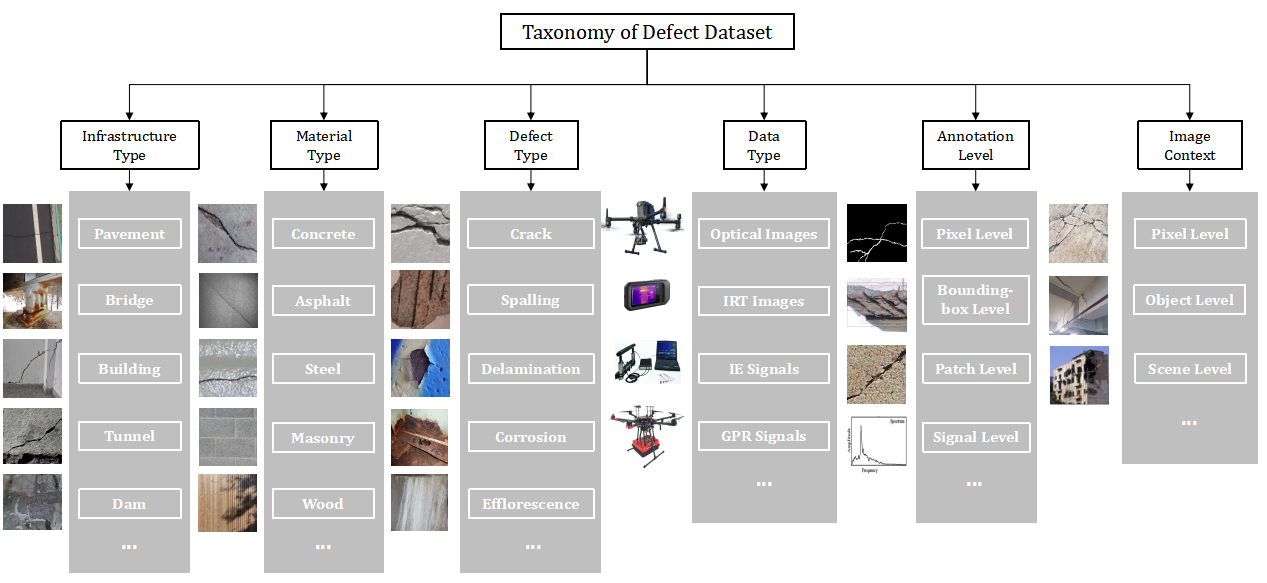 Taxonomy of Defect Dataset
Infrastructure
Type
Material
Type
Defect
Type
Data
Type
Annotation
Level
Image
Context
Pavement
Bridge
Building
Tunnel
Dam
...
Concrete
Asphalt
Steel
Masonry
Wood
...
Crack
Spalling
Delamination
Corrosion
Efflorescence
...
Optical Images
IRT Images
IE Signals
GPR Signals
...
Spectrum
Amplitude
Frequency
Pixel Level
Bounding-
box Level
Patch Level
Signal Level
...
Pixel Level
Object Level
Scene Level
...